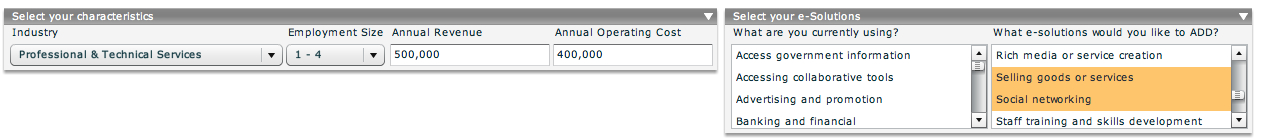 Select your characteristics
Industry Employment Size Annual Revenue Annual Operating Cost
Professional & Technical Services 1 - 4 500,000 400,000
Select your e-Solutions
What are you currently using? What e-solutions would you like to ADD?
Access government information Rich media or service creation
Accessing collaborative tools Selling goods or services
Advertising and promotion Social networking
Banking and financial Staff training and skills development